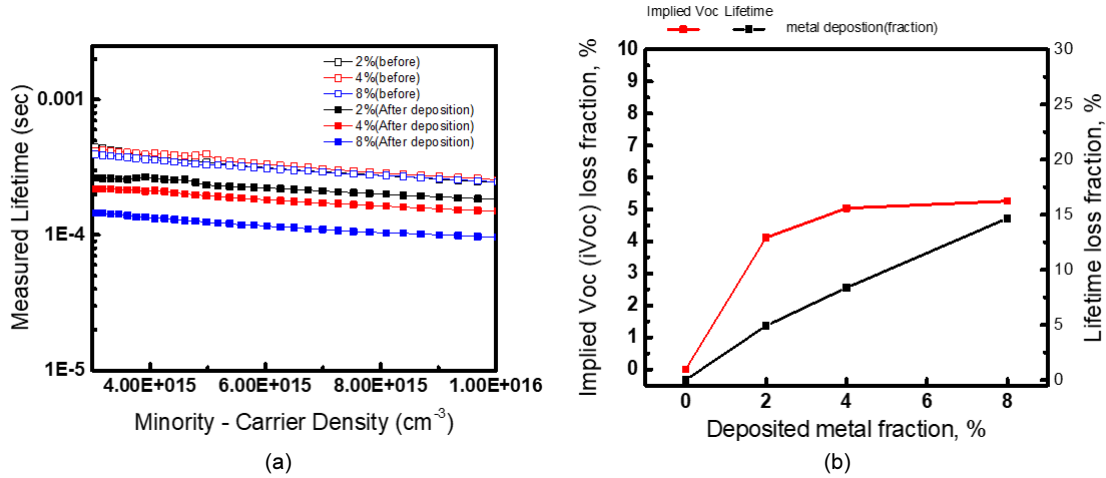 Measured Lifetime (sec)
0.001
1E-4
1E-5
2%(before)
4%(before)
8%(before)
2%(After deposition)
4%(After deposition)
8%(After deposition)
4.00E+015 6.00E+015 8.00E+015 1.00E+016
Minority - Carrier Density (cm-3)
(a)
Implied Voc Lifetime
metal depostion(fraction)
Implied Voc (iVoc) loss fraction, %
10
9
8
7
6
5
4
3
2
1
0
30
25
20
15
10
5
0
Lifetime loss fraction, %
0 2 4 6 8
Deposited metal fraction, %
(b)